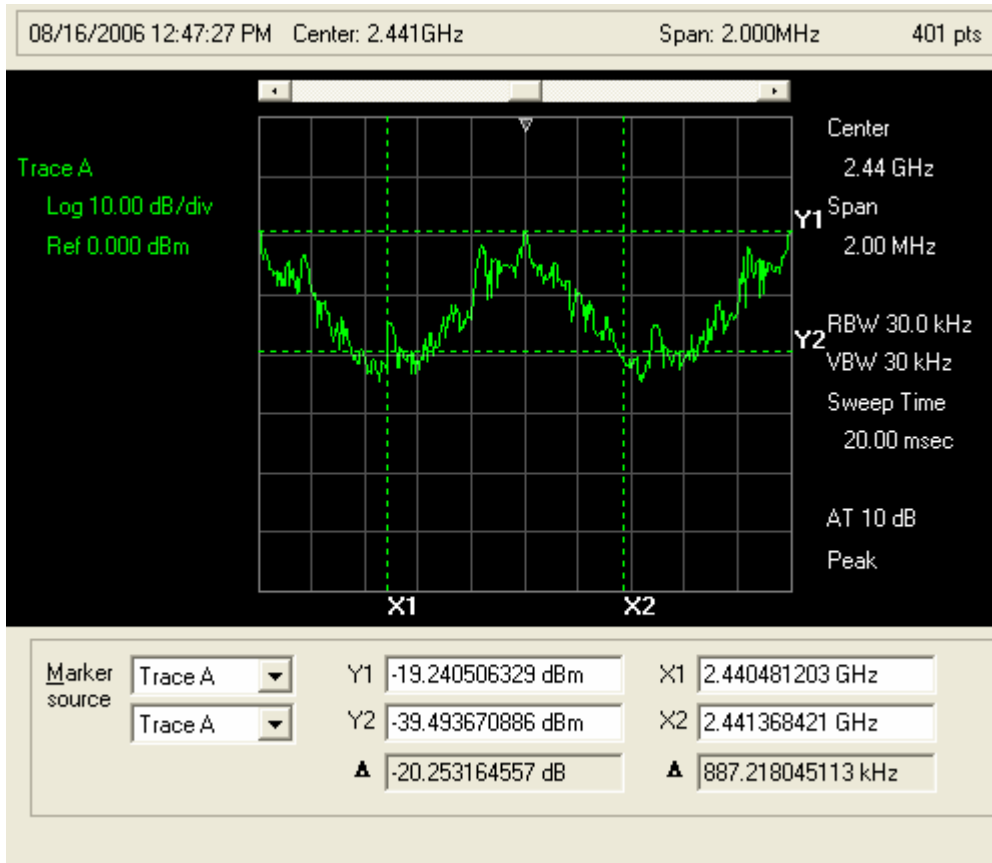 08/16/2006 12:47:27 PM Center: 2.441GHz Span: 2.000MHz 401 pts
Trace A
Log 10.00 dB/div
Ref 0.000 dBm
Center
2.44 GHz
Y1
Span
2.00 MHz
RBW 30.0 kHz
Y2
VBW 30 kHz
Sweep Time
20.00 msec
AT 10 dB
Peak
X1 X2
Marker source
Trace A
Trace A
Y1 -19.240506329 dBm X1 2.440481203 GHz
Y2 -39.493670886 dBm X2 2.441368421 GHz
Δ -20.253164557 dB Δ 887.218045113 kHz